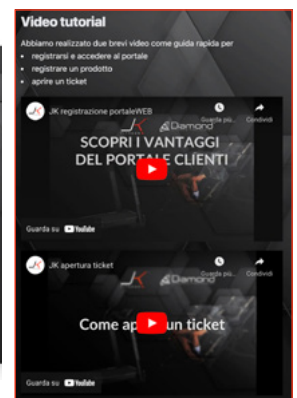 Video tutorial
Abbiamo realizzato due brevi video come guida rapida per
registrarsi e accedere al portale
registrare un prodotto
aprire un ticket
JK registrazione portaleWEB
Guarda più...
Condividi
JK Diamond
SCOPRI I VANTAGGI
DEL PORTALE CLIENTI
Guarda su YouTube
JK apertura ticket
Guarda più...
Condividi
JK Diamond
Come ap un ticket
Guarda su YouTube